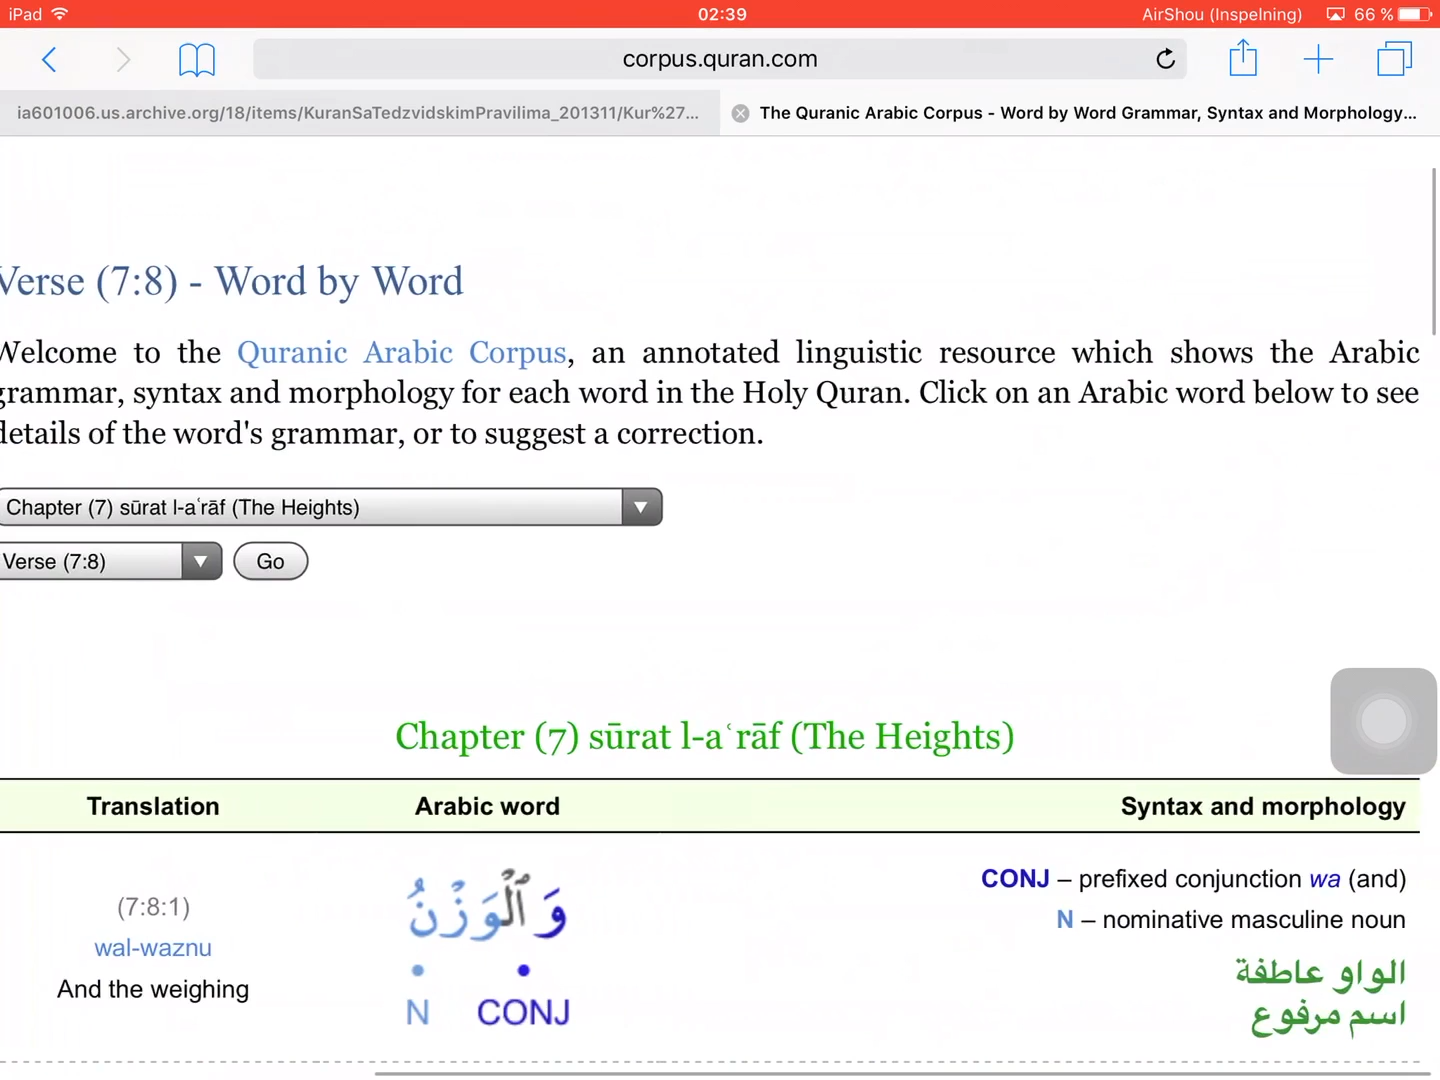 iPad 02:39 AirShou (Inspelning) 66 %
corpus.quran.com
ia601006.us.archive.org/18/items/KuranSaTedzvidskimPravilima_201311/Kur%27... The Quranic Arabic Corpus - Word by Word Grammar, Syntax and Morphology...
Verse (7:8) - Word by Word
Welcome to the Quranic Arabic Corpus, an annotated linguistic resource which shows the Arabic
grammar, syntax and morphology for each word in the Holy Quran. Click on an Arabic word below to see
details of the word's grammar, or to suggest a correction.
Chapter (7) sūrat l-aʿrāf (The Heights)
Verse (7:8) Go
Chapter (7) sūrat l-aʿrāf (The Heights)
Translation Arabic word Syntax and morphology
(7:8:1)
wal-waznu
And the weighing
وَٱلْوَزْنُ
N CONJ
CONJ – prefixed conjunction wa (and)
N – nominative masculine noun
الواو عاطفة
اسم مرفوع